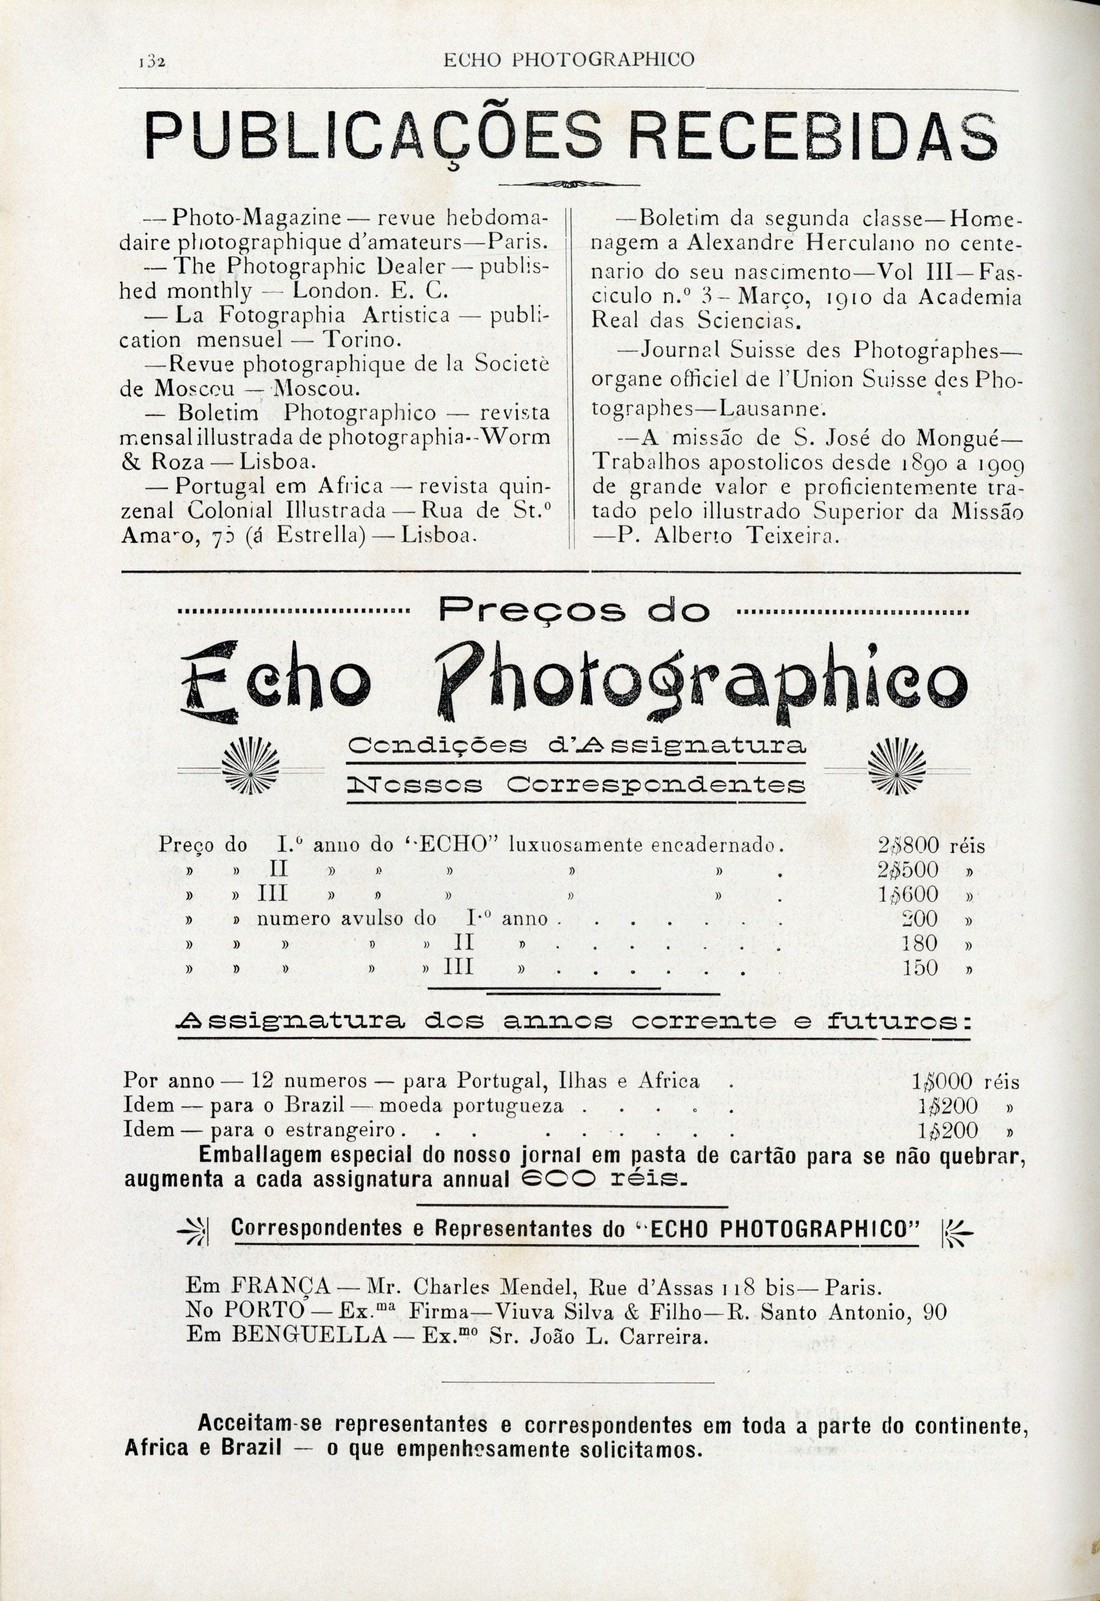 132
ECHO PHOTOGRAPHICO
PUBLICAÇÕES RECEBIDAS
— Photo-Magazine — revue hebdoma-
daire photographique d'amateurs—Paris.
— The Photographic Dealer — publis-
hed monthly — London. E. C.
— La Fotographia Artistica — publi-
cation mensuel — Torino.
—Revue photographique de la Societè
de Moscou — Moscou.
— Boletim Photographico — revista
mensal illustrada de photographia--Worm
& Roza — Lisboa.
— Portugal em Africa — revista quin-
zenal Colonial Illustrada — Rua de St.º
Amaro, 75 (á Estrella) — Lisboa.
—Boletim da segunda classe—Home-
nagem a Alexandre Herculano no cente-
nario do seu nascimento—Vol III—Fas-
ciculo n.º 3 – Março, 1910 da Academia
Real das Sciencias.
—Journal Suisse des Photographes—
organe officiel de l'Union Suisse des Pho-
tographes—Lausanne.
—A missão de S. José do Mongué—
Trabalhos apostolicos desde 1890 a 1909
de grande valor e proficientemente tra-
tado pelo illustrado Superior da Missão
—P. Alberto Teixeira.
Preços do
Echo Photographico
Condições d'Assignatura
Nossos Correspondentes
Preço do I.º anno do “ECHO” luxuosamente encadernado. 2$800 réis
» » II » » » » » . 2$500 »
» » III » » » » » . 1$600 »
» » numero avulso do I.º anno . . . . . . . 200 »
» » » » » II » . . . . . . . 180 »
» » » » » III » . . . . . . 150 »
Assignatura dos annos corrente e futuros:
Por anno — 12 numeros — para Portugal, Ilhas e Africa . 1$000 réis
Idem — para o Brazil — moeda portugueza . . . . . 1$200 »
Idem — para o estrangeiro . . . . . . . . . 1$200 »
Emballagem especial do nosso jornal em pasta de cartão para se não quebrar,
augmenta a cada assignatura annual 600 réis.
Correspondentes e Representantes do “ECHO PHOTOGRAPHICO”
Em FRANÇA — Mr. Charles Mendel, Rue d'Assas 118 bis — Paris.
No PORTO — Ex.ma Firma—Viuva Silva & Filho—R. Santo Antonio, 90
Em BENGUELLA — Ex.mo Sr. João L. Carreira.
Acceitam-se representantes e correspondentes em toda a parte do continente,
Africa e Brazil — o que empenhosamente solicitamos.